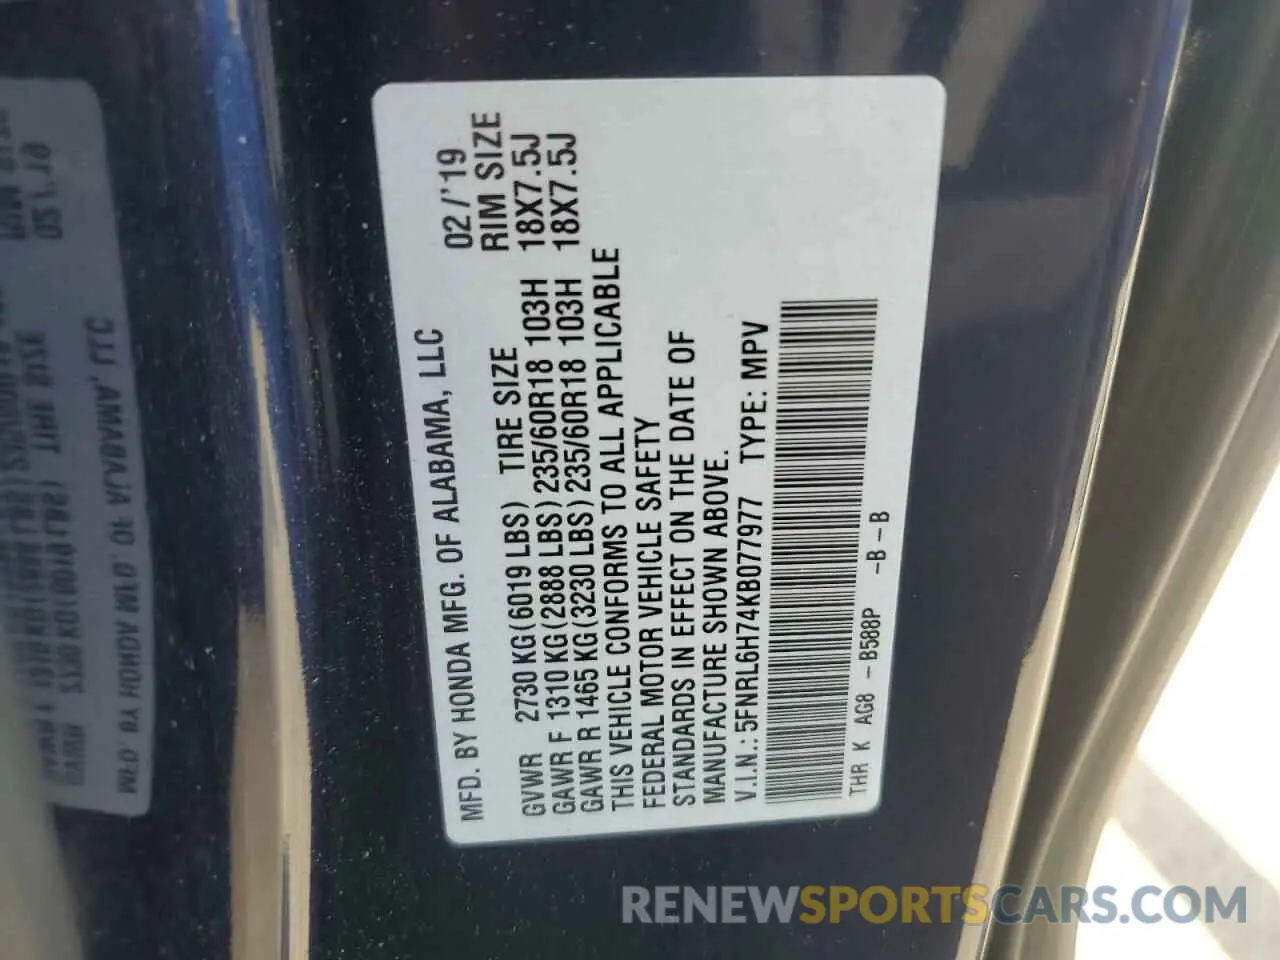 MFD. BY HONDA MFG. OF ALABAMA, LLC 02/'19
GVWR 2730 KG (6019 LBS) TIRE SIZE RIM SIZE
GAWR F 1310 KG (2888 LBS) 235/60R18 103H 18X7.5J
GAWR R 1465 KG (3230 LBS) 235/60R18 103H 18X7.5J
THIS VEHICLE CONFORMS TO ALL APPLICABLE
FEDERAL MOTOR VEHICLE SAFETY
STANDARDS IN EFFECT ON THE DATE OF
MANUFACTURE SHOWN ABOVE.
V.I.N.: 5FNRL6H74KB077977 TYPE: MPV
THR K AG8 - B588P - B - B
RENEWSPORTSCARS.COM